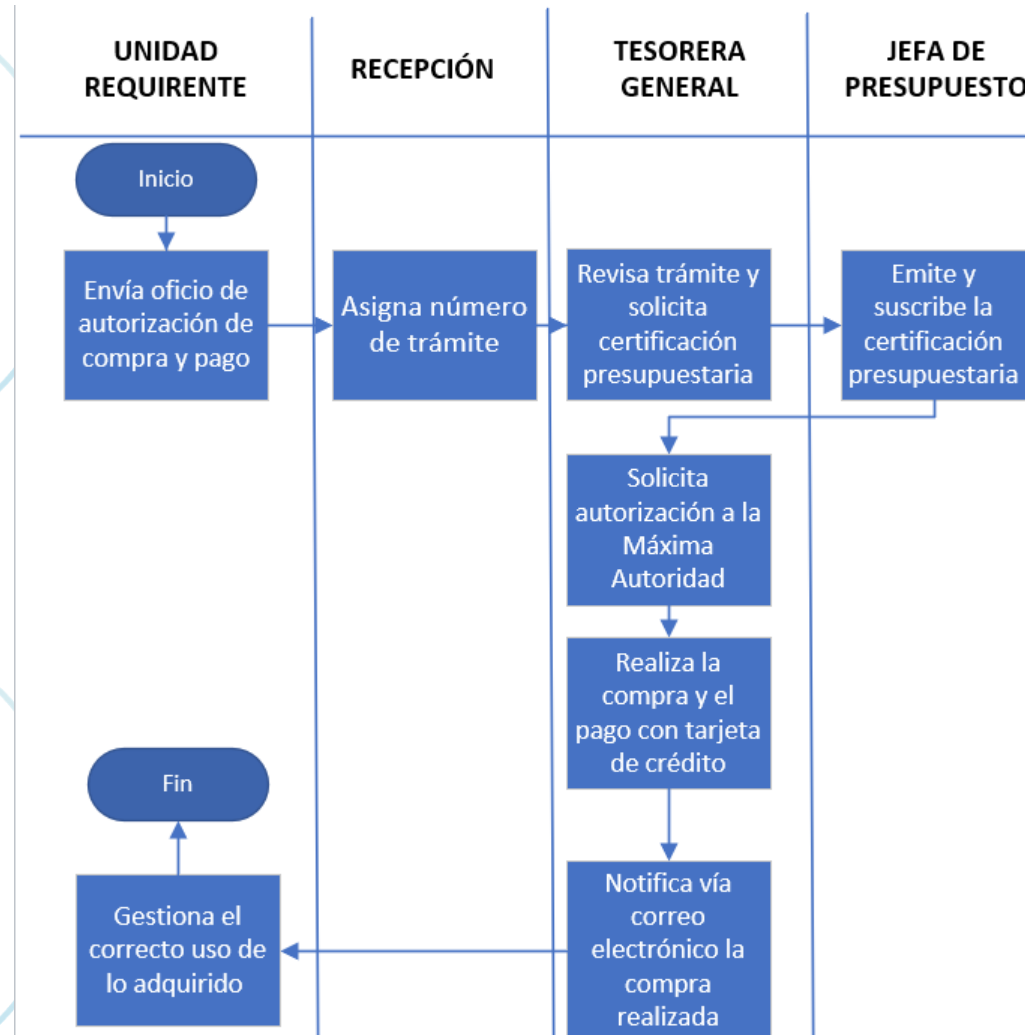 UNIDAD
REQUIRENTE
RECEPCIÓN
TESORERA
GENERAL
JEFA DE
PRESUPUESTO
Inicio
Envía oficio de
autorización de
compra y pago
Asigna número
de trámite
Revisa trámite y
solicita
certificación
presupuestaria
Emite y
suscribe la
certificación
presupuestaria
Solicita
autorización a la
Máxima
Autoridad
Realiza la
compra y el
pago con tarjeta
de crédito
Notifica vía
correo
electrónico la
compra
realizada
Gestiona el
correcto uso de
lo adquirido
Fin